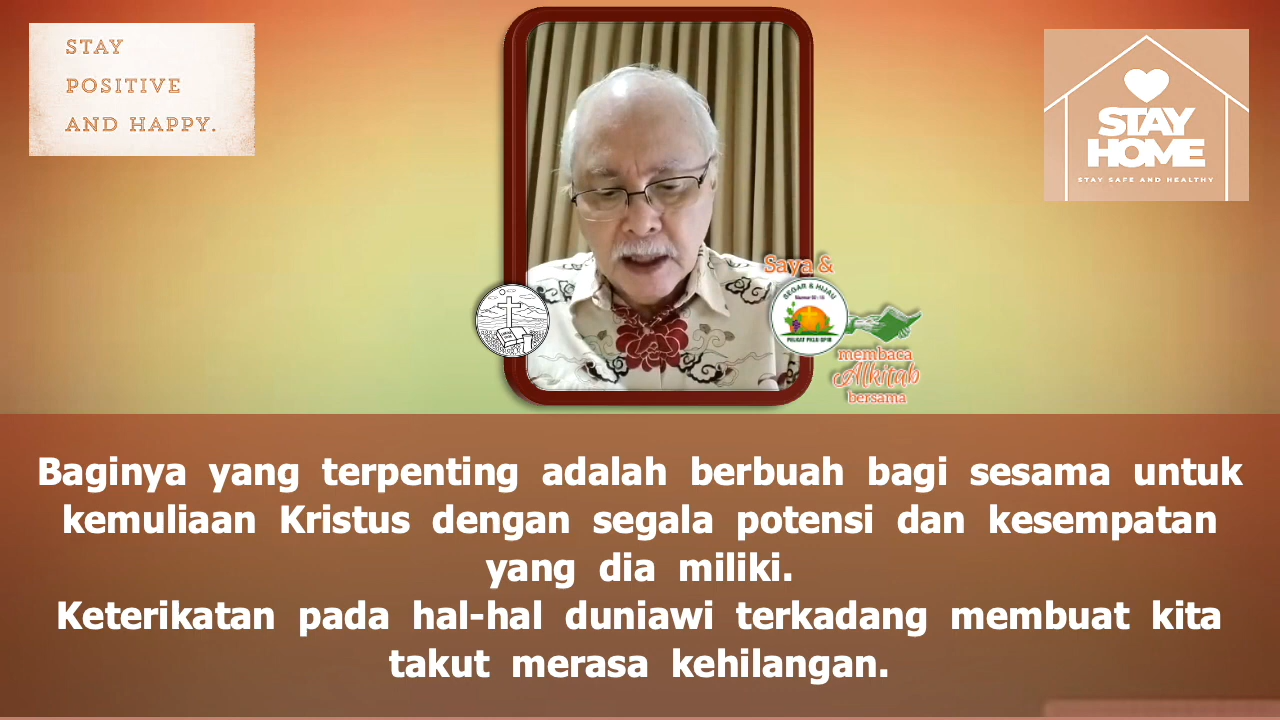 STAY
POSITIVE
AND HAPPY.
STAY
HOME
STAY SAFE AND HEALTHY
Saya &
SEGAR & HIJAU
membaca
Alkitab
bersama
Baginya yang terpenting adalah berbuah bagi sesama untuk
kemuliaan Kristus dengan segala potensi dan kesempatan
yang dia miliki.
Keterikatan pada hal-hal duniawi terkadang membuat kita
takut merasa kehilangan.